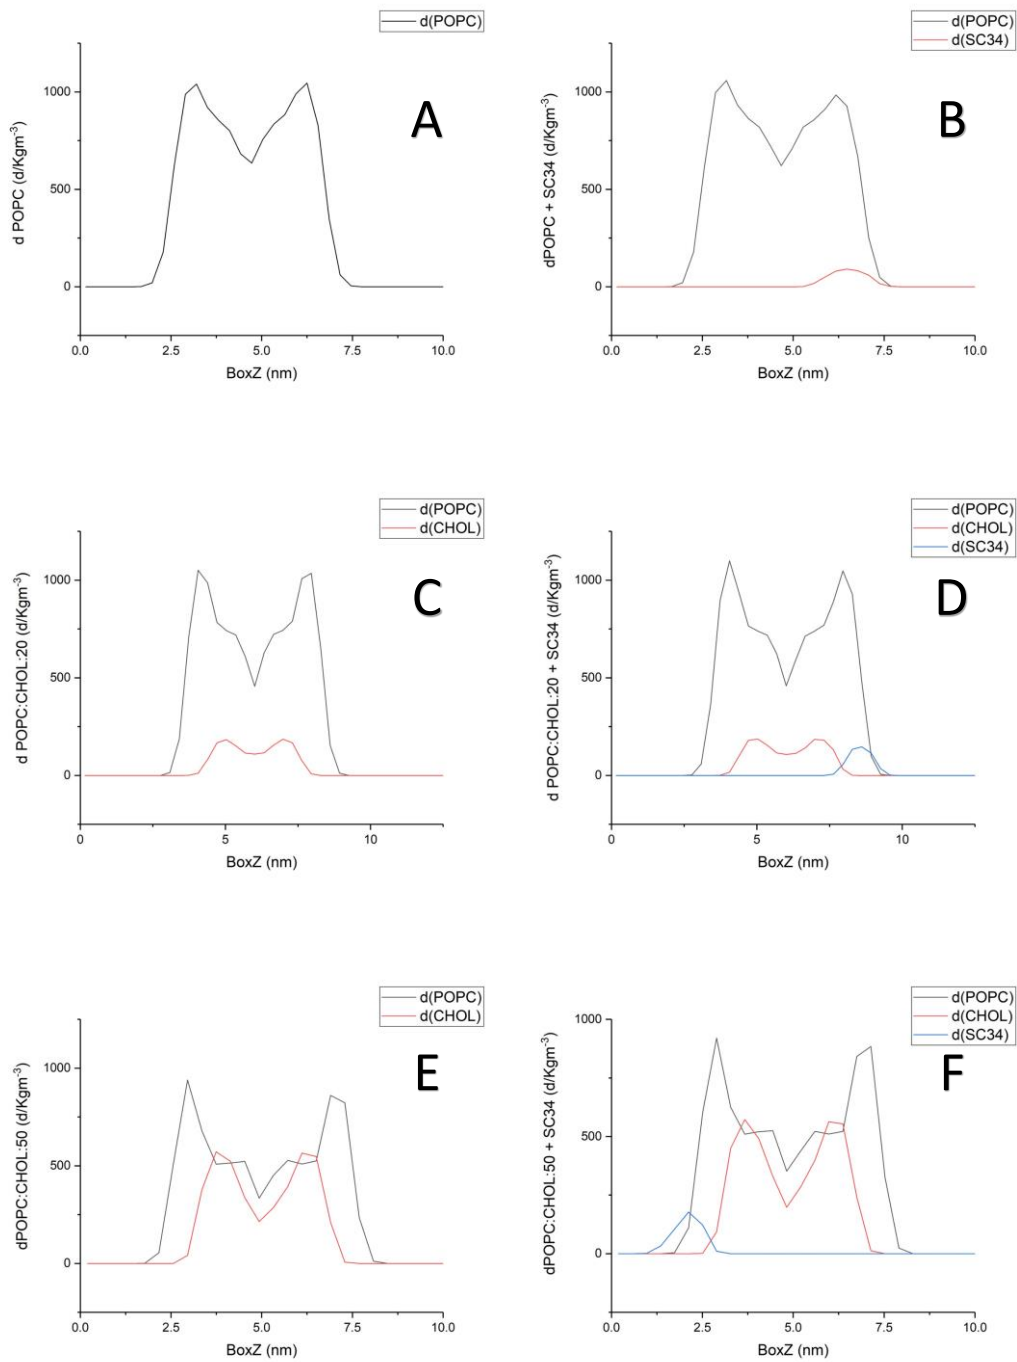 d(POPC)
d POPC (d/Kgm-3)
1000
500
0
0.0 2.5 5.0 7.5 10.0
BoxZ (nm)
A
d(POPC)
d(SC34)
dPOPC + SC34 (d/Kgm-3)
1000
500
0
0.0 2.5 5.0 7.5 10.0
BoxZ (nm)
B
d(POPC)
d(CHOL)
d POPC:CHOL:20 (d/Kgm-3)
1000
500
0
0 5 10
BoxZ (nm)
C
d(POPC)
d(CHOL)
d(SC34)
d POPC:CHOL:20 + SC34 (d/Kgm-3)
1000
500
0
0 5 10
BoxZ (nm)
D
d(POPC)
d(CHOL)
dPOPC:CHOL:50 (d/Kgm-3)
1000
500
0
0.0 2.5 5.0 7.5 10.0
BoxZ (nm)
E
d(POPC)
d(CHOL)
d(SC34)
dPOPC:CHOL:50 + SC34 (d/Kgm-3)
1000
500
0
0.0 2.5 5.0 7.5 10.0
BoxZ (nm)
F